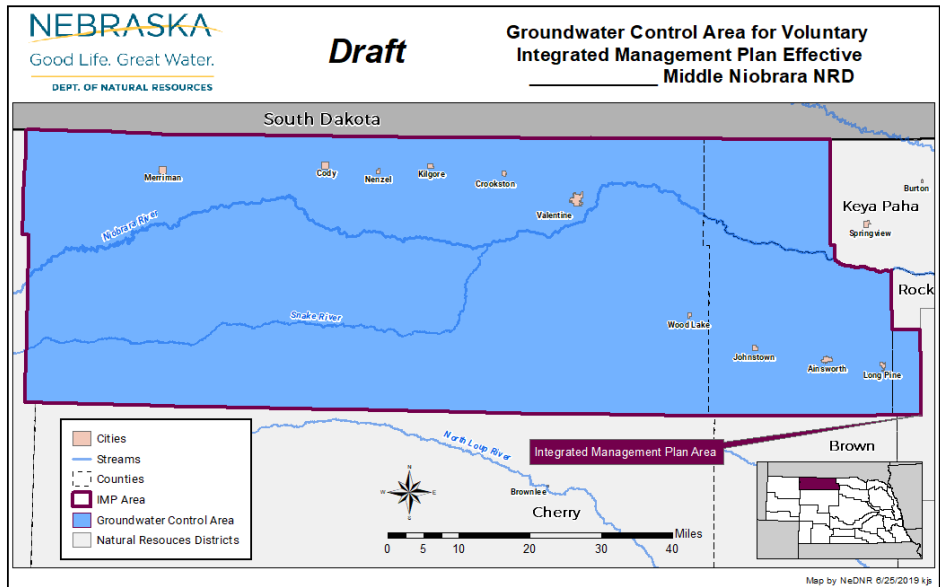 NEBRASKA
Good Life. Great Water.
DEPT. OF NATURAL RESOURCES
Draft
Groundwater Control Area for Voluntary
Integrated Management Plan Effective
____________ Middle Niobrara NRD
South Dakota
Merriman
Cody
Nenzel
Kilgore
Crookston
Valentine
Burton
Keya Paha
Springview
Niobrara River
Rock
Snake River
Wood Lake
Johnstown
Ainsworth
Long Pine
Cities
Streams
Counties
IMP Area
Groundwater Control Area
Natural Resouces Districts
North Loup River
Integrated Management Plan Area
Brown
N
W
E
S
Brownlee
Cherry
Miles
0 5 10 20 30 40
Map by NeDNR 6/25/2019 kjs